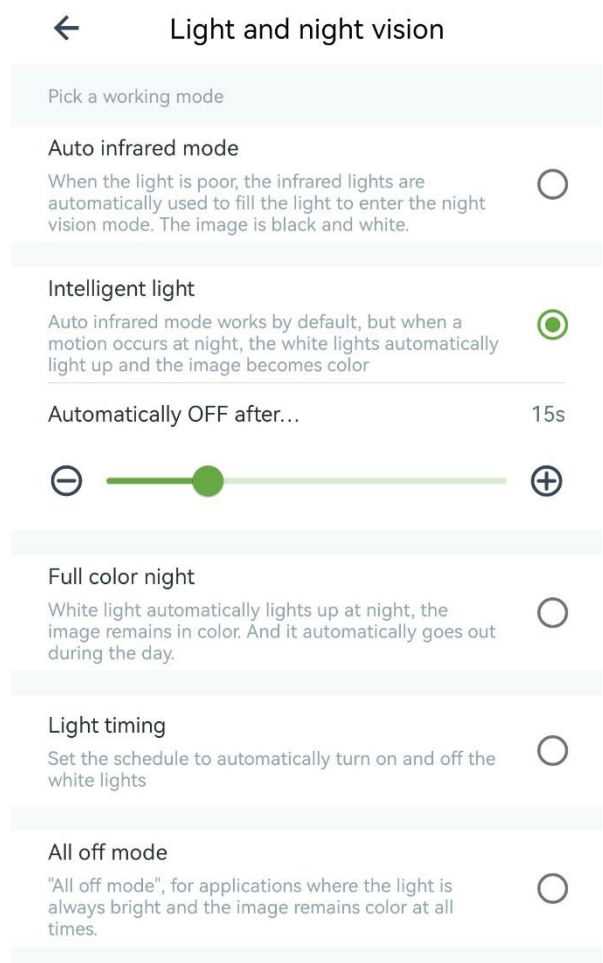 Light and night vision
Pick a working mode
Auto infrared mode
When the light is poor, the infrared lights are
automatically used to fill the light to enter the night
vision mode. The image is black and white.
Intelligent light
Auto infrared mode works by default, but when a
motion occurs at night, the white lights automatically
light up and the image becomes color
Automatically OFF after... 15s
Full color night
White light automatically lights up at night, the
image remains in color. And it automatically goes out
during the day.
Light timing
Set the schedule to automatically turn on and off the
white lights
All off mode
"All off mode", for applications where the light is
always bright and the image remains color at all
times.